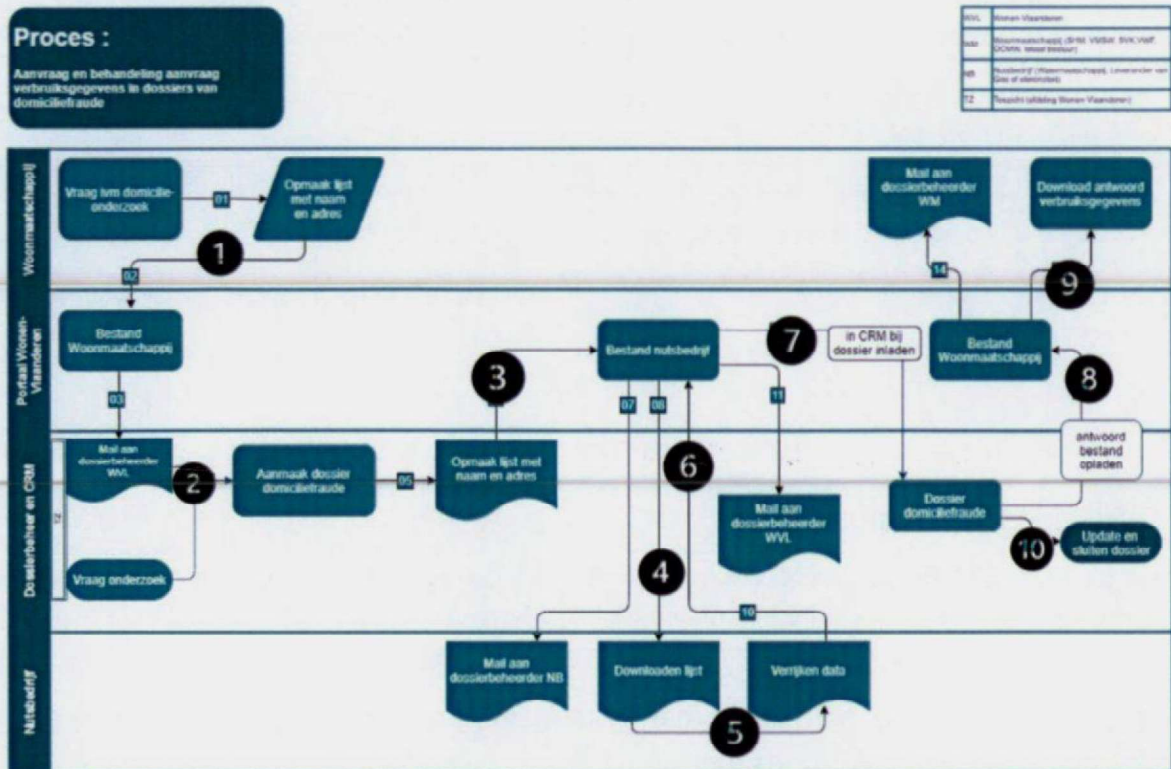 Proces :
Aanvraag en behandeling aanvraag
verbruiksgegevens in dossiers van
domiciliefraude
WVL
Wonen-Vlaanderen
NB
TZ
Toezicht (afdeling Wonen-Vlaanderen)
Woonmaatschappij
Vraag ivm domicilie-
onderzoek
01
Opmaak lijst
met naam
en adres
1
02
Mail aan
dossierbeheerder
WM
Download antwoord
verbruiksgegevens
14
9
Portaal Wonen-
Vlaanderen
Bestand
Woonmaatschappij
03
3
Bestand nutsbedrijf
7
in CRM bij
dossier inladen
Bestand
Woonmaatschappij
8
07
08
11
Dossierbeheer en CRM
TZ
Mail aan
dossierbeheerder
WVL
2
Aanmaak dossier
domiciliefraude
05
Opmaak lijst met
naam en adres
6
antwoord
bestand
opladen
Mail aan
dossierbeheerder
WVL
Dossier
domiciliefraude
10
Update en
sluiten dossier
Vraag onderzoek
4
10
Nutsbedrijf
Mail aan
dossierbeheerder NB
Downloaden lijst
Verrijken data
5